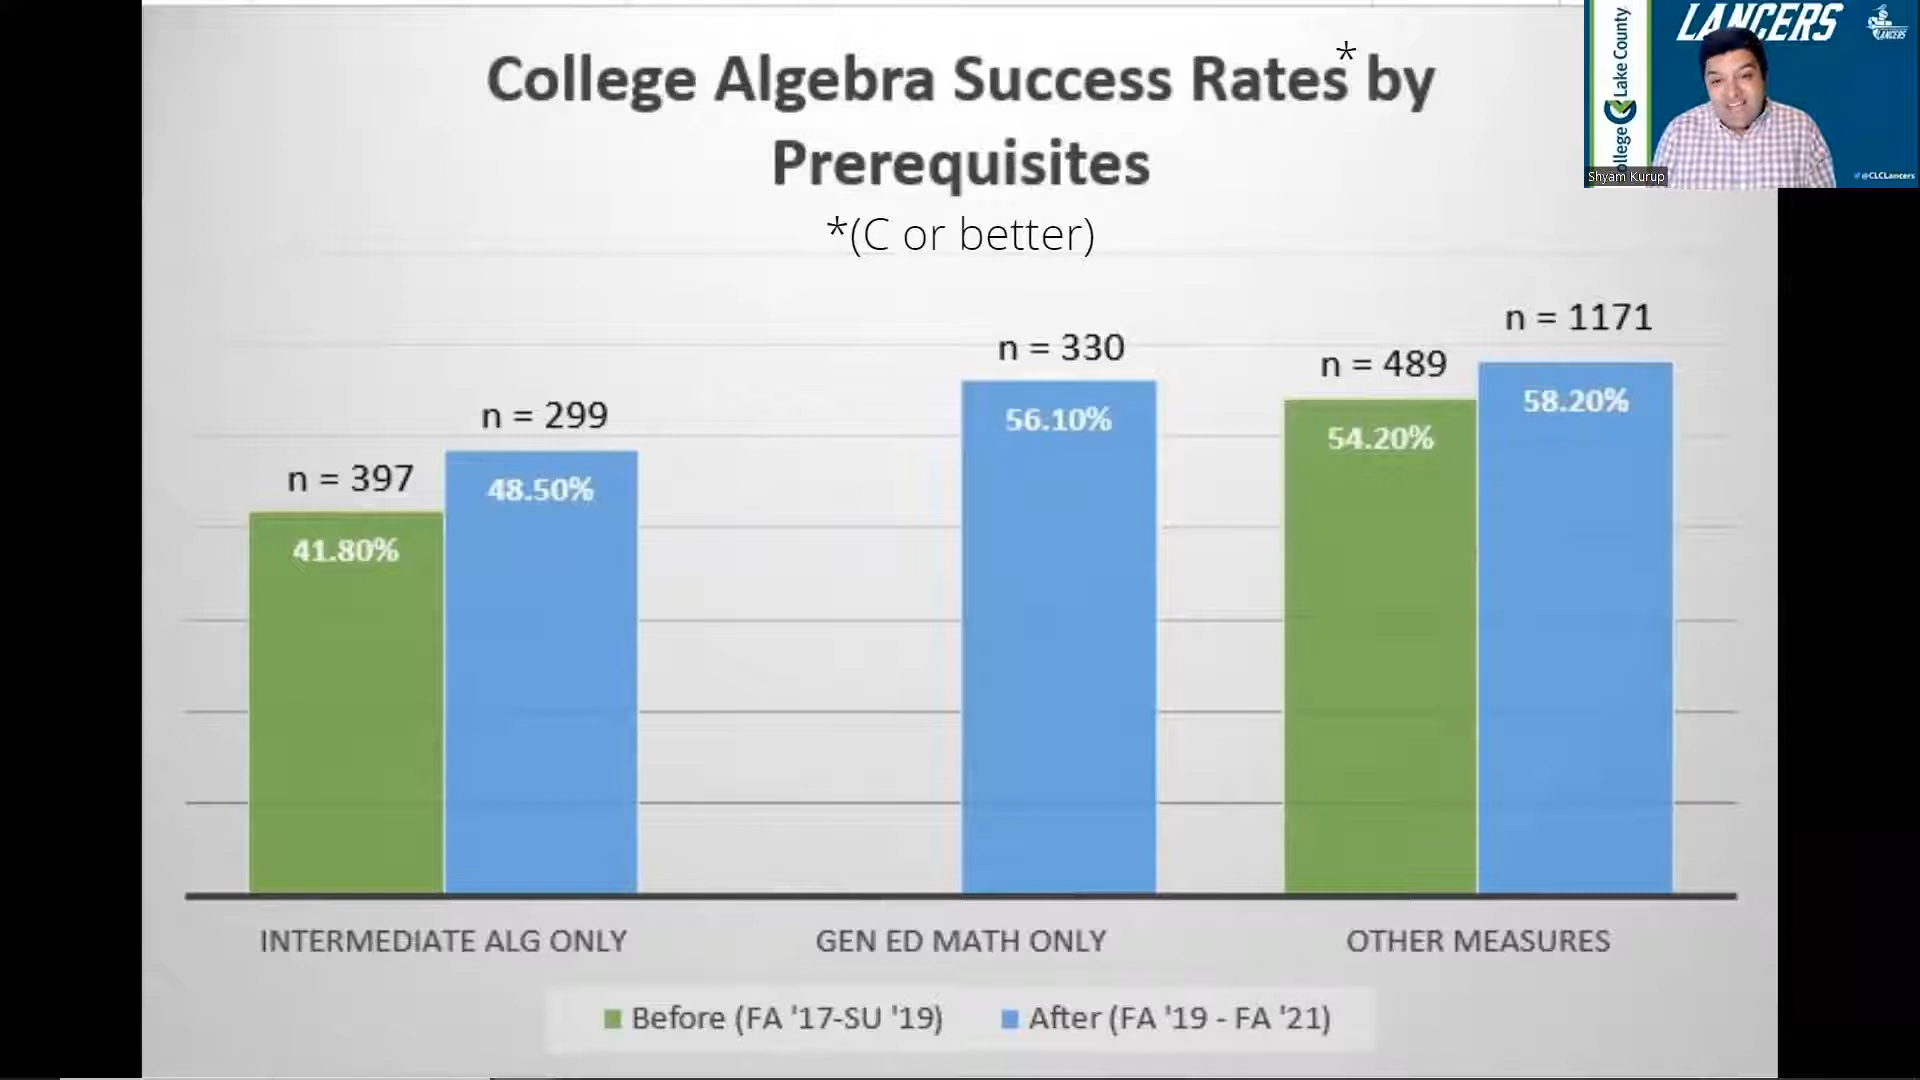 College Algebra Success Rates* by
Prerequisites
*(C or better)
n = 397
41.80%
n = 299
48.50%
n = 330
56.10%
n = 489
54.20%
n = 1171
58.20%
INTERMEDIATE ALG ONLY
GEN ED MATH ONLY
OTHER MEASURES
Before (FA '17-SU '19)
After (FA '19 - FA '21)
LANCERS
LANCERS
ollege
Lake County
Shyam Kurup
@CLCLancers